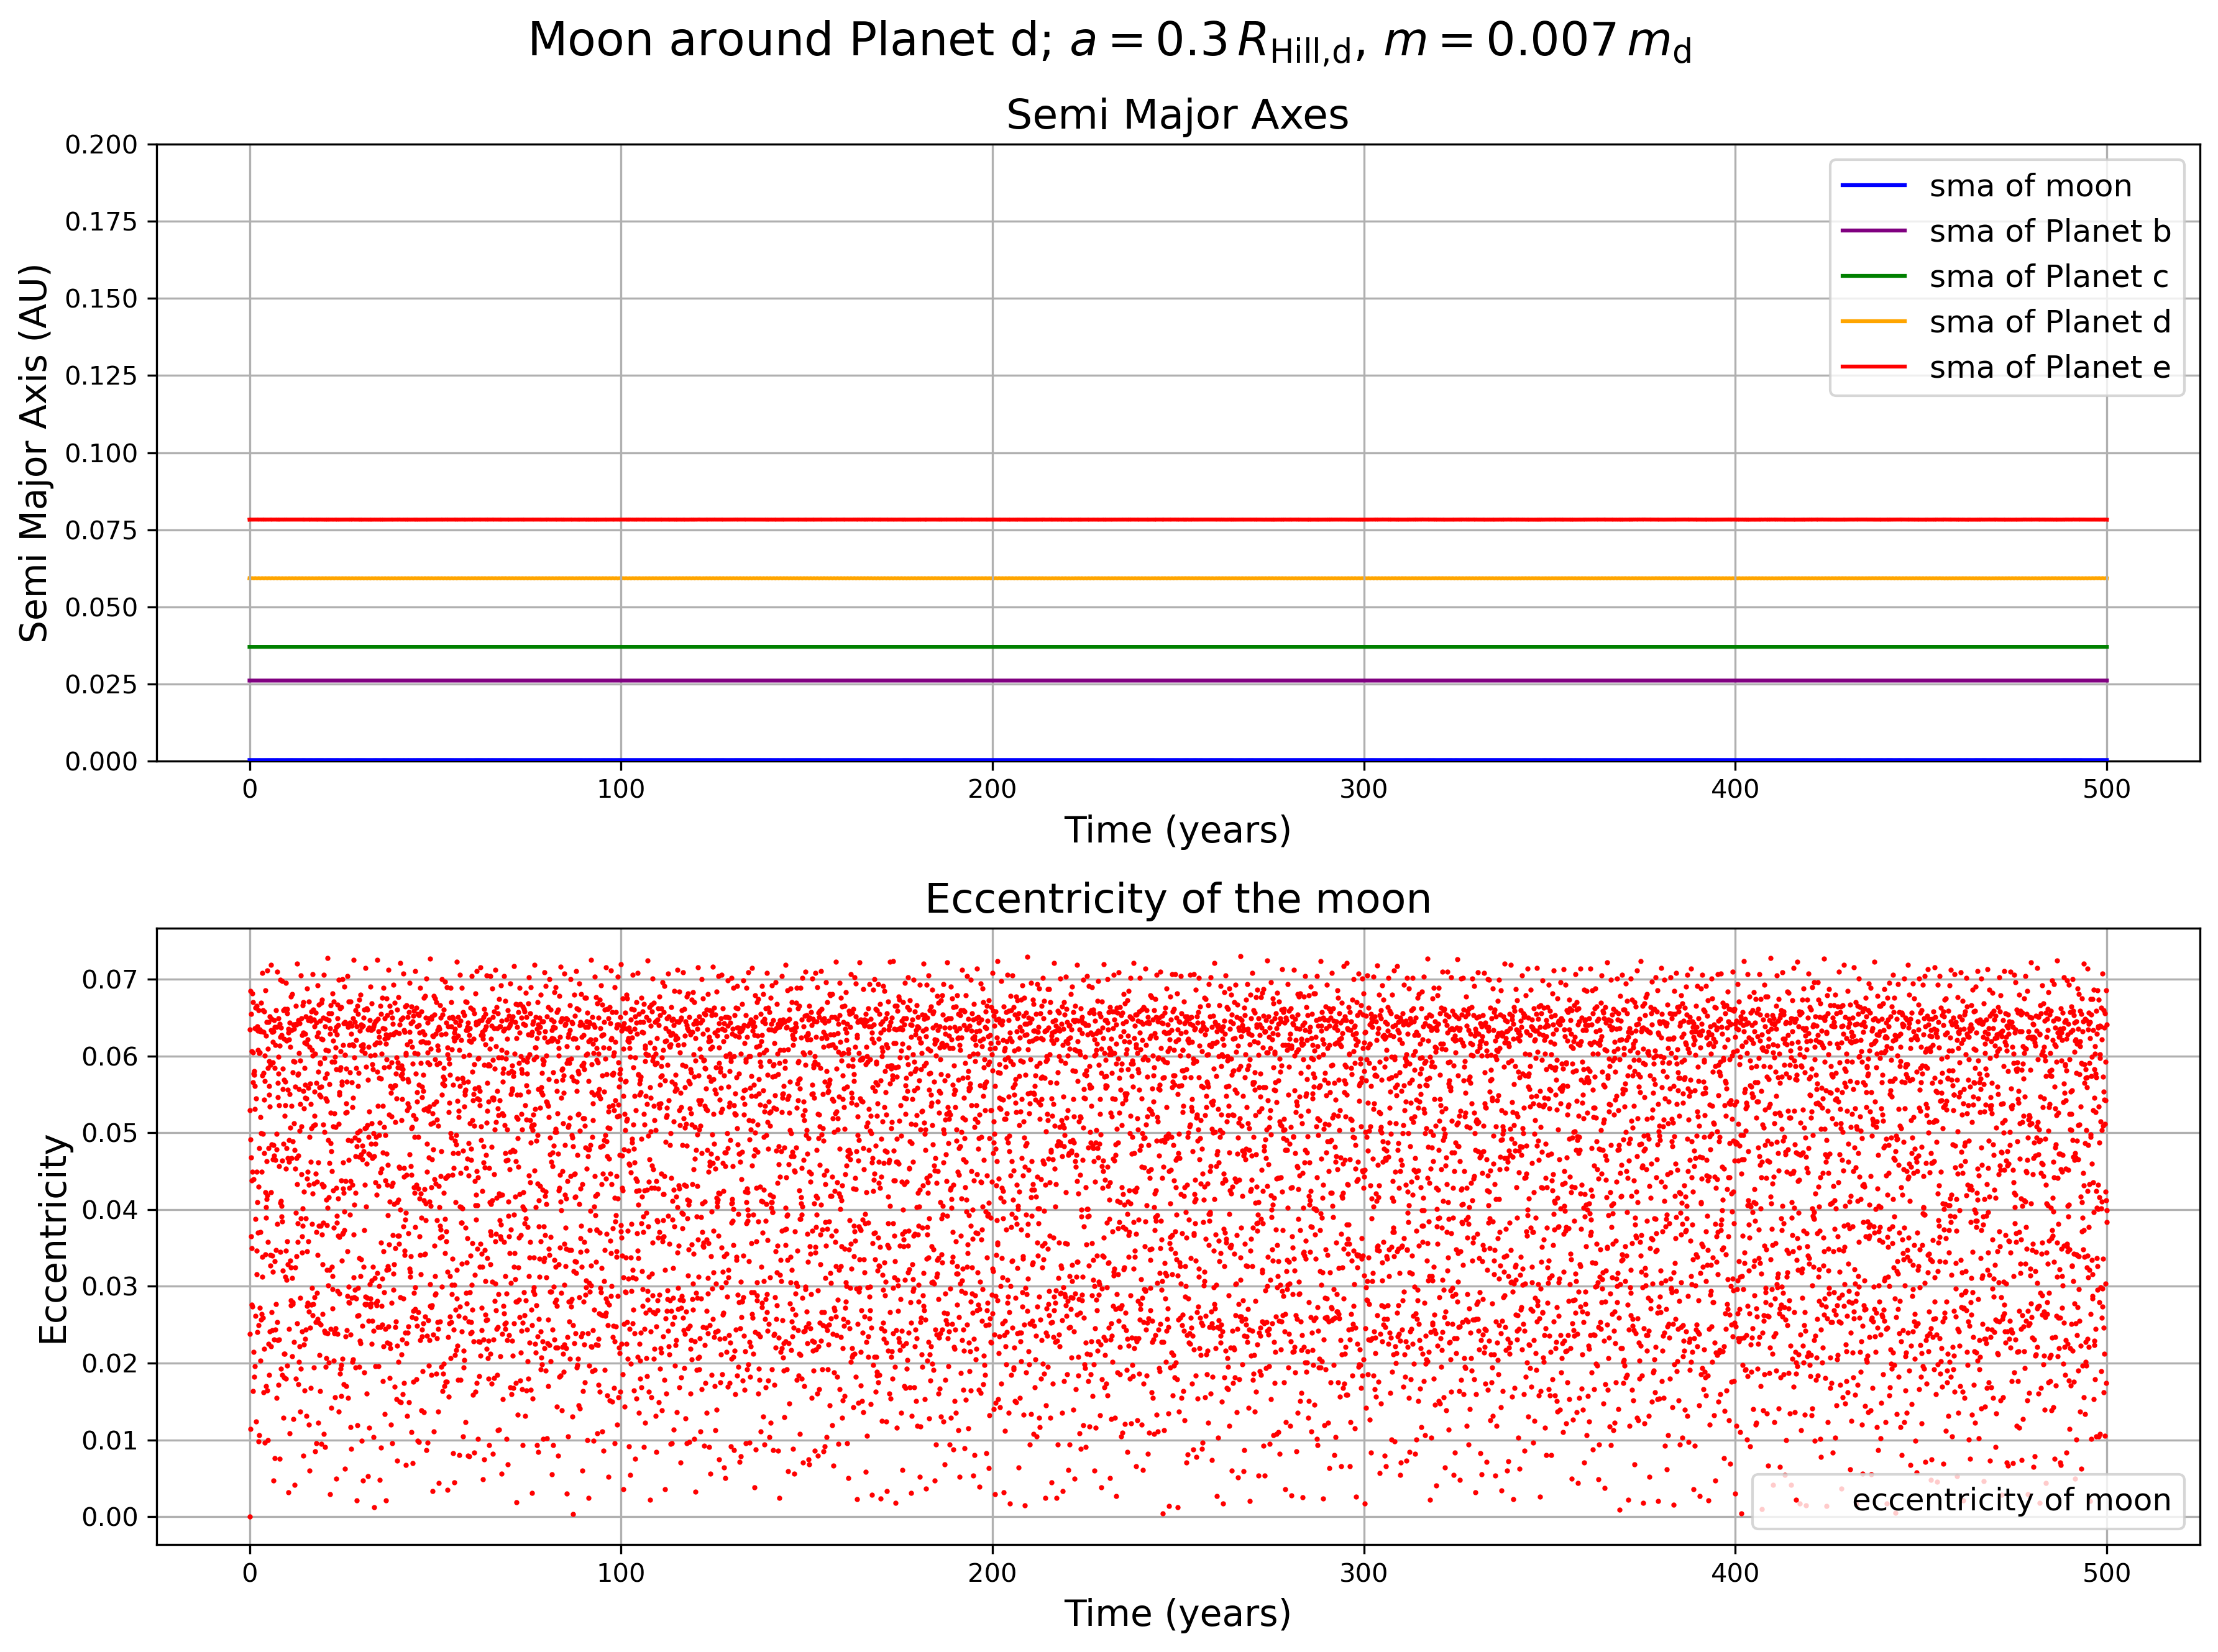 Moon around Planet d; a = 0.3 R_Hill,d, m = 0.007 m_d
Semi Major Axes
0.200
0.175
0.150
0.125
0.100
0.075
0.050
0.025
0.000
Semi Major Axis (AU)
sma of moon
sma of Planet b
sma of Planet c
sma of Planet d
sma of Planet e
0 100 200 300 400 500
Time (years)
Eccentricity of the moon
0.07
0.06
0.05
0.04
0.03
0.02
0.01
0.00
Eccentricity
eccentricity of moon
0 100 200 300 400 500
Time (years)